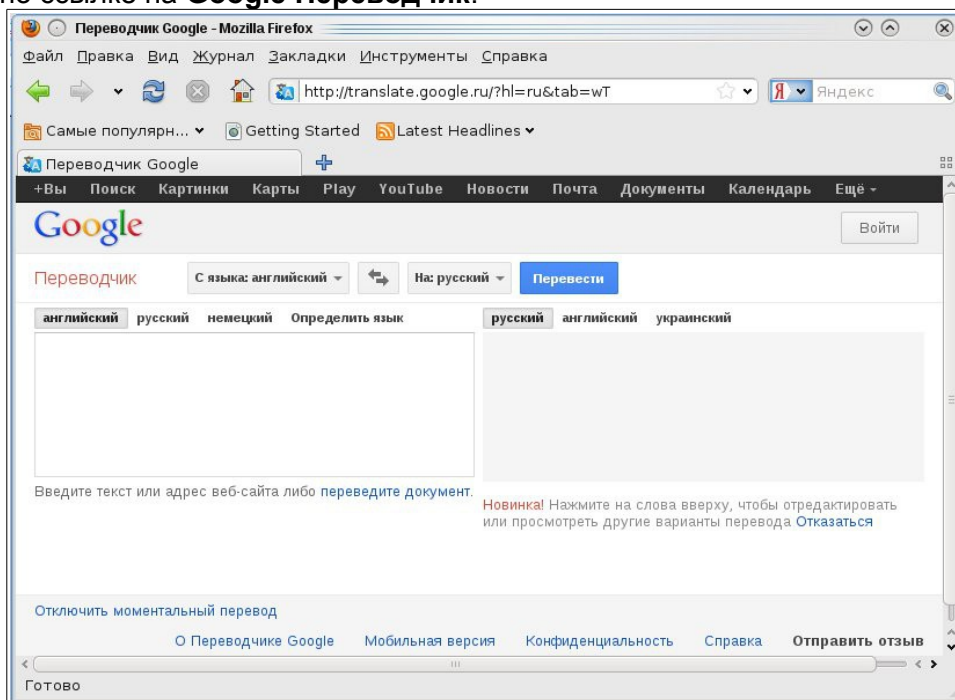 по ссылке на Google Переводчик.
Переводчик Google - Mozilla Firefox
Файл Правка Вид Журнал Закладки Инструменты Справка
http://translate.google.ru/?hl=ru&tab=wT Я Яндекс
Самые популярн... Getting Started Latest Headlines
Переводчик Google
+Вы Поиск Картинки Карты Play YouTube Новости Почта Документы Календарь Ещё
Google Войти
Переводчик С языка: английский На: русский Перевести
английский русский немецкий Определить язык русский английский украинский
Введите текст или адрес веб-сайта либо переведите документ.
Новинка! Нажмите на слова вверху, чтобы отредактировать
или просмотреть другие варианты перевода Отказаться
Отключить моментальный перевод
О Переводчике Google Мобильная версия Конфиденциальность Справка Отправить отзыв
Готово